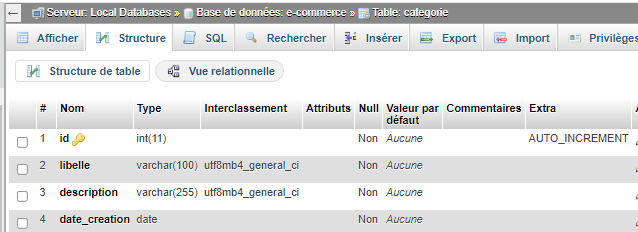 Serveur: Local Databases » Base de données: e-commerce » Table: categorie
Afficher Structure SQL Rechercher Insérer Export Import Privilèges
Structure de table Vue relationnelle
# Nom Type Interclassement Attributs Null Valeur par défaut Commentaires Extra
1 id int(11) Non Aucune AUTO_INCREMENT
2 libelle varchar(100) utf8mb4_general_ci Non Aucune
3 description varchar(255) utf8mb4_general_ci Non Aucune
4 date_creation date Non Aucune